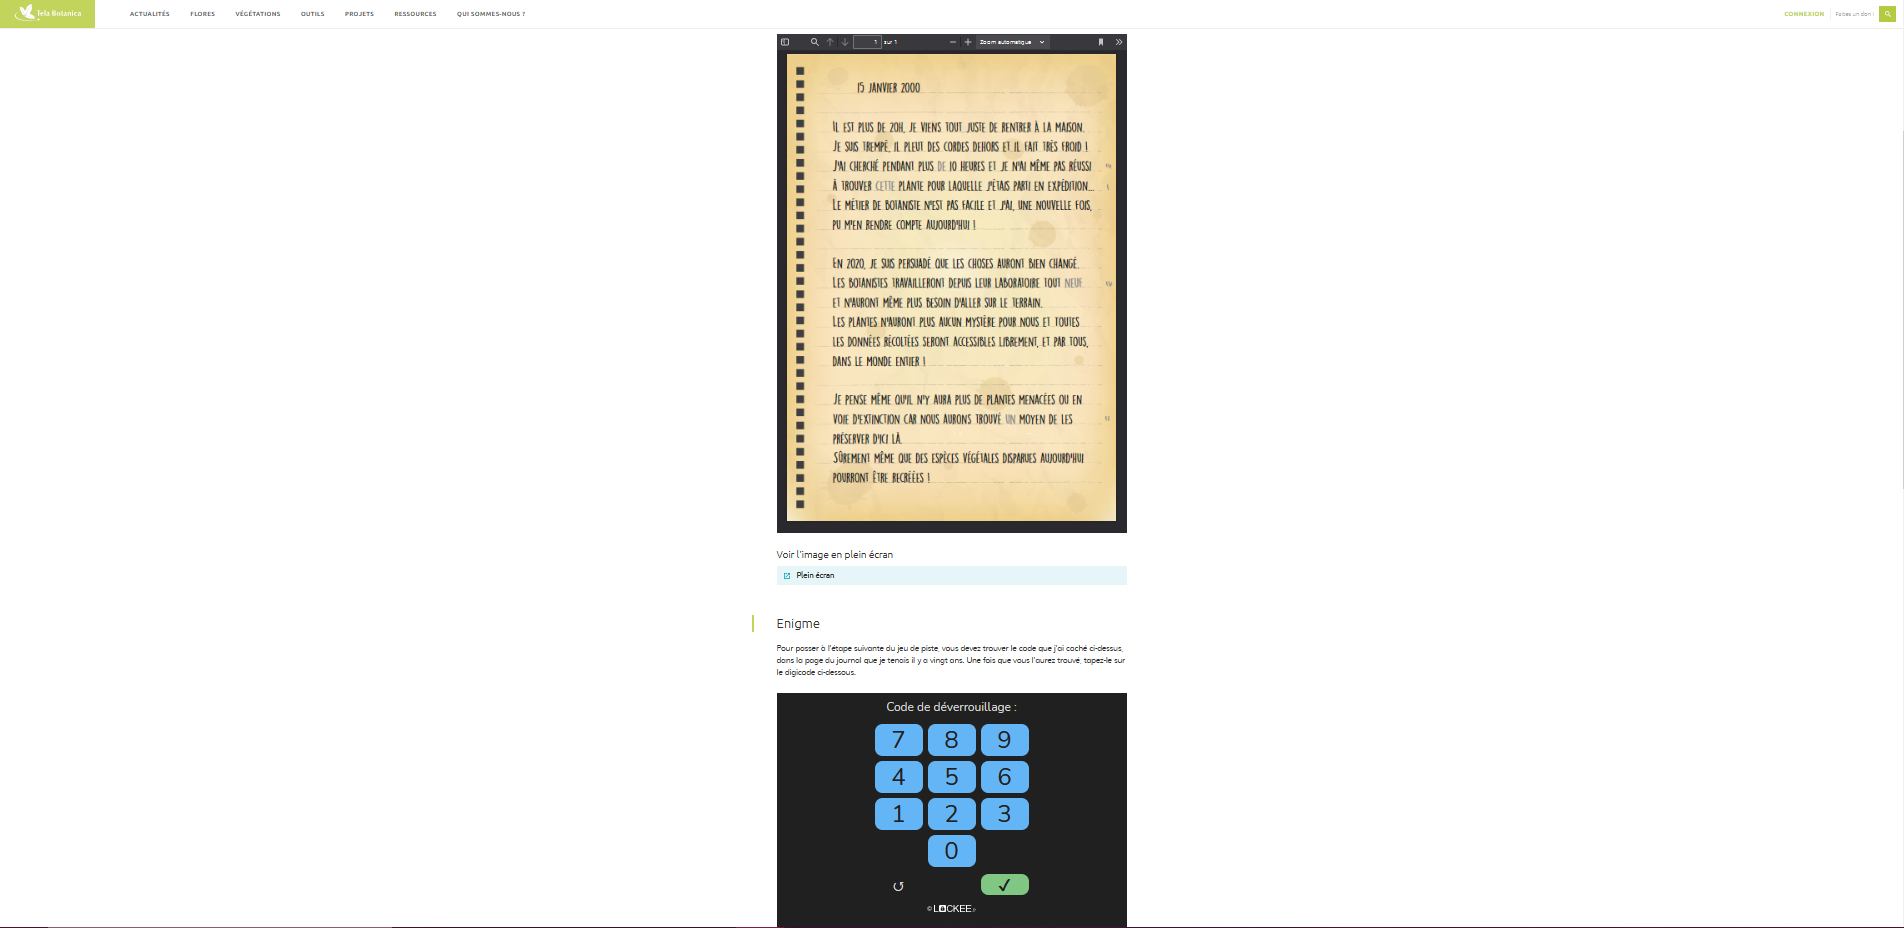 Tela Botanica
ACTUALITÉS FLORES VÉGÉTATIONS OUTILS PROJETS RESSOURCES QUI SOMMES-NOUS ?
CONNEXION Faites un don !
1 sur 1 Zoom automatique
15 JANVIER 2000
IL EST PLUS DE 20H, JE VIENS TOUT JUSTE DE RENTRER À LA MAISON.
JE SUIS TREMPÉ, IL PLEUT DES CORDES DEHORS ET IL FAIT TRÈS FROID !
J'AI CHERCHÉ PENDANT PLUS DE 10 HEURES ET JE N'AI MÊME PAS RÉUSSI
À TROUVER CETTE PLANTE POUR LAQUELLE J'ÉTAIS PARTI EN EXPÉDITION...
LE MÉTIER DE BOTANISTE N'EST PAS FACILE ET J'AI, UNE NOUVELLE FOIS,
PU M'EN RENDRE COMPTE AUJOURD'HUI !
EN 2020, JE SUIS PERSUADÉ QUE LES CHOSES AURONT BIEN CHANGÉ.
LES BOTANISTES TRAVAILLERONT DEPUIS LEUR LABORATOIRE TOUT NEUF
ET N'AURONT MÊME PLUS BESOIN D'ALLER SUR LE TERRAIN.
LES PLANTES N'AURONT PLUS AUCUN MYSTÈRE POUR NOUS ET TOUTES
LES DONNÉES RÉCOLTÉES SERONT ACCESSIBLES LIBREMENT, ET PAR TOUS,
DANS LE MONDE ENTIER !
JE PENSE MÊME QU'IL N'Y AURA PLUS DE PLANTES MENACÉES OU EN
VOIE D'EXTINCTION CAR NOUS AURONS TROUVÉ UN MOYEN DE LES
PRÉSERVER D'ICI LÀ.
SÛREMENT MÊME QUE DES ESPÈCES VÉGÉTALES DISPARUES AUJOURD'HUI
POURRONT ÊTRE RECRÉÉES !
Voir l'image en plein écran
Plein écran
Enigme
Pour passer à l'étape suivante du jeu de piste, vous devez trouver le code que j'ai caché ci-dessus,
dans la page du journal que je tenais il y a vingt ans. Une fois que vous l'aurez trouvé, tapez-le sur
le digicode ci-dessous.
Code de déverrouillage :
7 8 9
4 5 6
1 2 3
0
© LOCKEE.fr